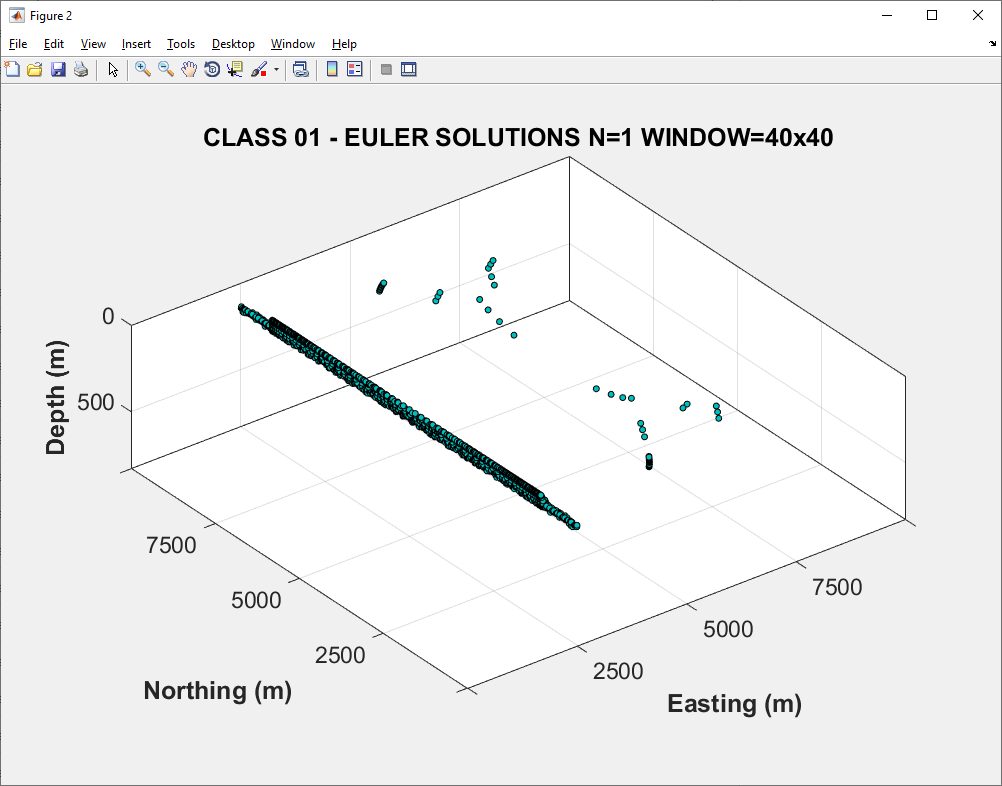 Figure 2
File Edit View Insert Tools Desktop Window Help
CLASS 01 - EULER SOLUTIONS N=1 WINDOW=40x40
0
500
Depth (m)
7500
5000
2500
Northing (m)
7500
5000
2500
Easting (m)